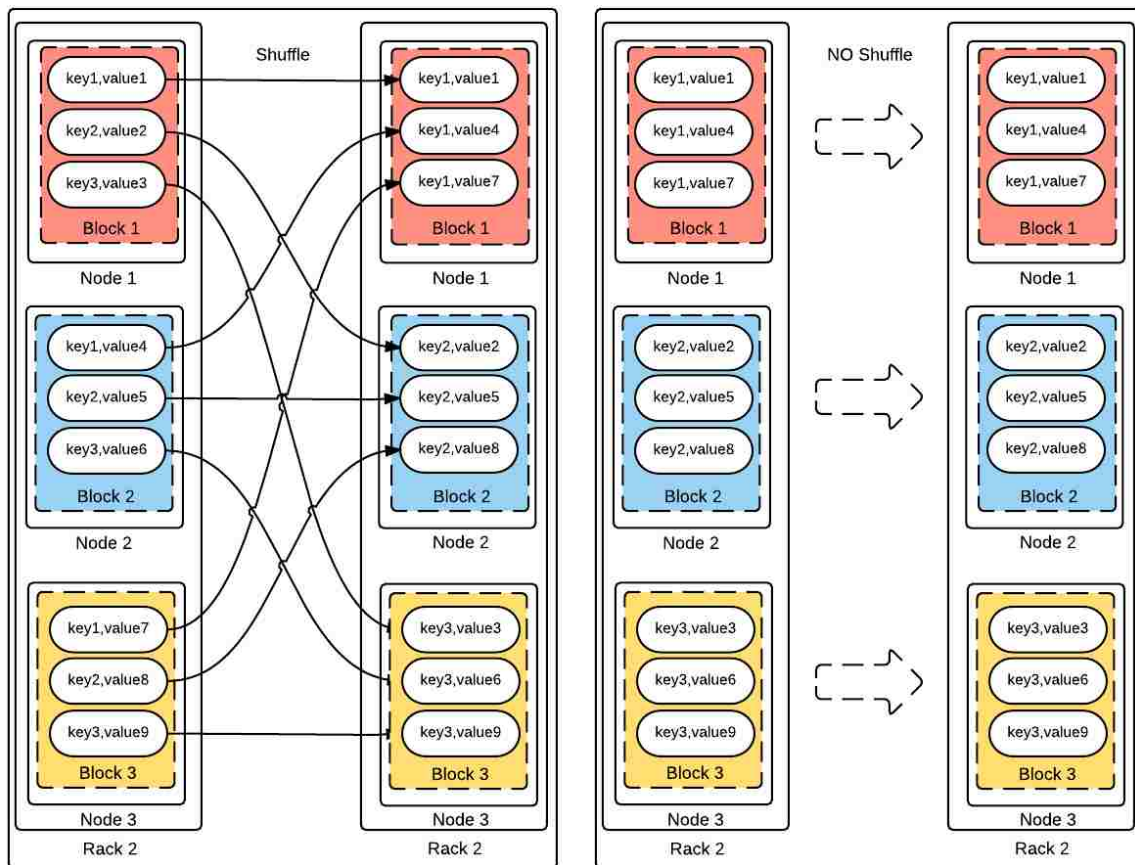 Shuffle
key1,value1
key2,value2
key3,value3
Block 1
Node 1
key1,value4
key2,value5
key3,value6
Block 2
Node 2
key1,value7
key2,value8
key3,value9
Block 3
Node 3
Rack 2
key1,value1
key1,value4
key1,value7
Block 1
Node 1
key2,value2
key2,value5
key2,value8
Block 2
Node 2
key3,value3
key3,value6
key3,value9
Block 3
Node 3
Rack 2
NO Shuffle
key1,value1
key1,value4
key1,value7
Block 1
Node 1
key2,value2
key2,value5
key2,value8
Block 2
Node 2
key3,value3
key3,value6
key3,value9
Block 3
Node 3
Rack 2
key1,value1
key1,value4
key1,value7
Block 1
Node 1
key2,value2
key2,value5
key2,value8
Block 2
Node 2
key3,value3
key3,value6
key3,value9
Block 3
Node 3
Rack 2